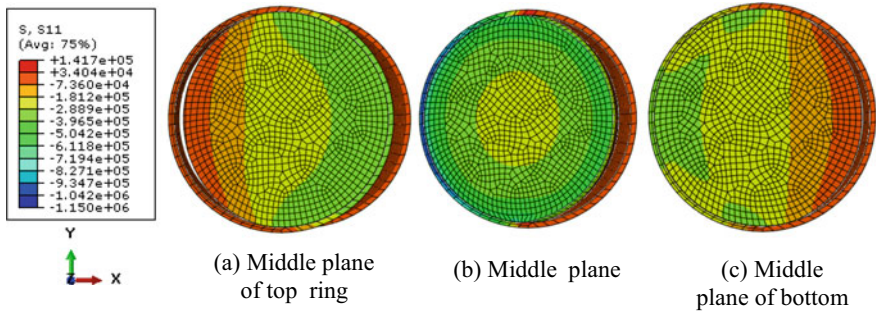 S, S11
(Avg: 75%)
+1.417e+05
+3.404e+04
-7.360e+04
-1.812e+05
-2.889e+05
-3.965e+05
-5.042e+05
-6.118e+05
-7.194e+05
-8.271e+05
-9.347e+05
-1.042e+06
-1.150e+06
Y
Z
X
(a) Middle plane
of top ring
(b) Middle plane
(c) Middle
plane of bottom